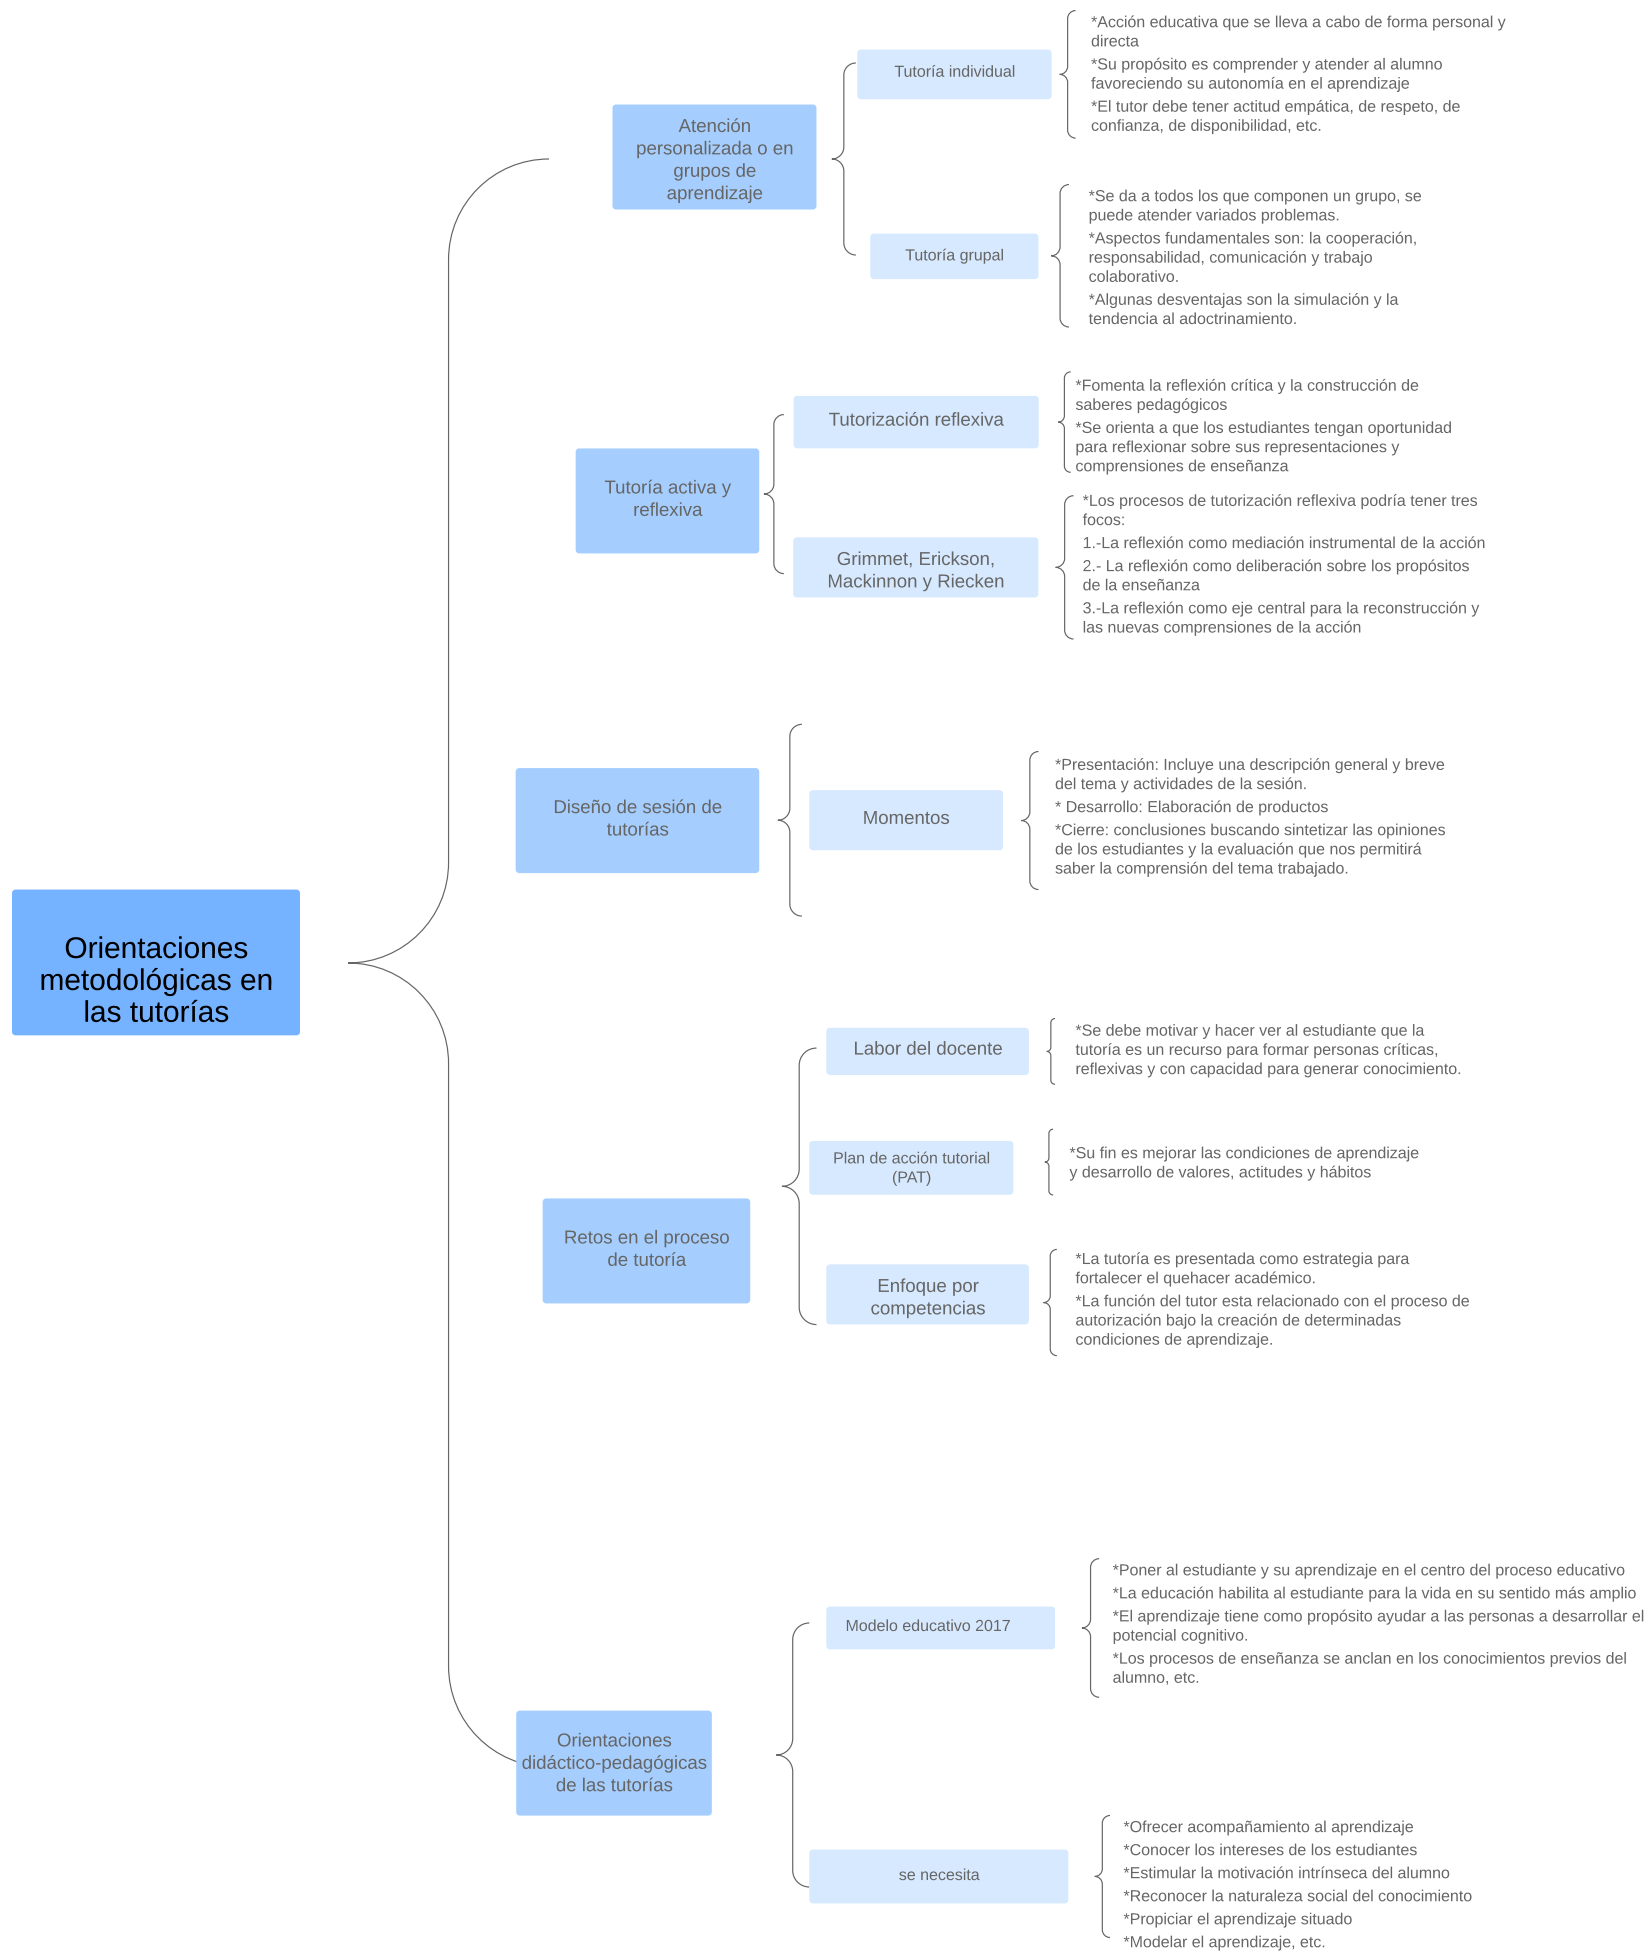 Orientaciones
metodológicas en
las tutorías
Atención
personalizada o en
grupos de
aprendizaje
Tutoría individual
*Acción educativa que se lleva a cabo de forma personal y
directa
*Su propósito es comprender y atender al alumno
favoreciendo su autonomía en el aprendizaje
*El tutor debe tener actitud empática, de respeto, de
confianza, de disponibilidad, etc.
Tutoría grupal
*Se da a todos los que componen un grupo, se
puede atender variados problemas.
*Aspectos fundamentales son: la cooperación,
responsabilidad, comunicación y trabajo
colaborativo.
*Algunas desventajas son la simulación y la
tendencia al adoctrinamiento.
Tutoría activa y
reflexiva
Tutorización reflexiva
*Fomenta la reflexión crítica y la construcción de
saberes pedagógicos
*Se orienta a que los estudiantes tengan oportunidad
para reflexionar sobre sus representaciones y
comprensiones de enseñanza
Grimmet, Erickson,
Mackinnon y Riecken
*Los procesos de tutorización reflexiva podría tener tres
focos:
1.-La reflexión como mediación instrumental de la acción
2.- La reflexión como deliberación sobre los propósitos
de la enseñanza
3.-La reflexión como eje central para la reconstrucción y
las nuevas comprensiones de la acción
Diseño de sesión de
tutorías
Momentos
*Presentación: Incluye una descripción general y breve
del tema y actividades de la sesión.
* Desarrollo: Elaboración de productos
*Cierre: conclusiones buscando sintetizar las opiniones
de los estudiantes y la evaluación que nos permitirá
saber la comprensión del tema trabajado.
Retos en el proceso
de tutoría
Labor del docente
*Se debe motivar y hacer ver al estudiante que la
tutoría es un recurso para formar personas críticas,
reflexivas y con capacidad para generar conocimiento.
Plan de acción tutorial
(PAT)
*Su fin es mejorar las condiciones de aprendizaje
y desarrollo de valores, actitudes y hábitos
Enfoque por
competencias
*La tutoría es presentada como estrategia para
fortalecer el quehacer académico.
*La función del tutor esta relacionado con el proceso de
autorización bajo la creación de determinadas
condiciones de aprendizaje.
Orientaciones
didáctico-pedagógicas
de las tutorías
Modelo educativo 2017
*Poner al estudiante y su aprendizaje en el centro del proceso educativo
*La educación habilita al estudiante para la vida en su sentido más amplio
*El aprendizaje tiene como propósito ayudar a las personas a desarrollar el
potencial cognitivo.
*Los procesos de enseñanza se anclan en los conocimientos previos del
alumno, etc.
se necesita
*Ofrecer acompañamiento al aprendizaje
*Conocer los intereses de los estudiantes
*Estimular la motivación intrínseca del alumno
*Reconocer la naturaleza social del conocimiento
*Propiciar el aprendizaje situado
*Modelar el aprendizaje, etc.